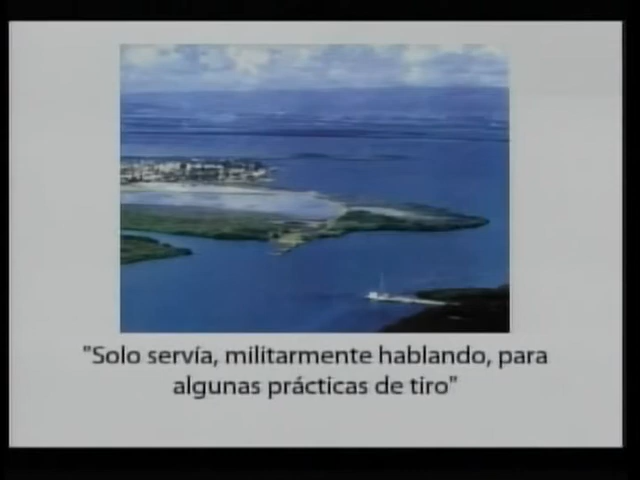 "Solo servía, militarmente hablando, para
algunas prácticas de tiro"